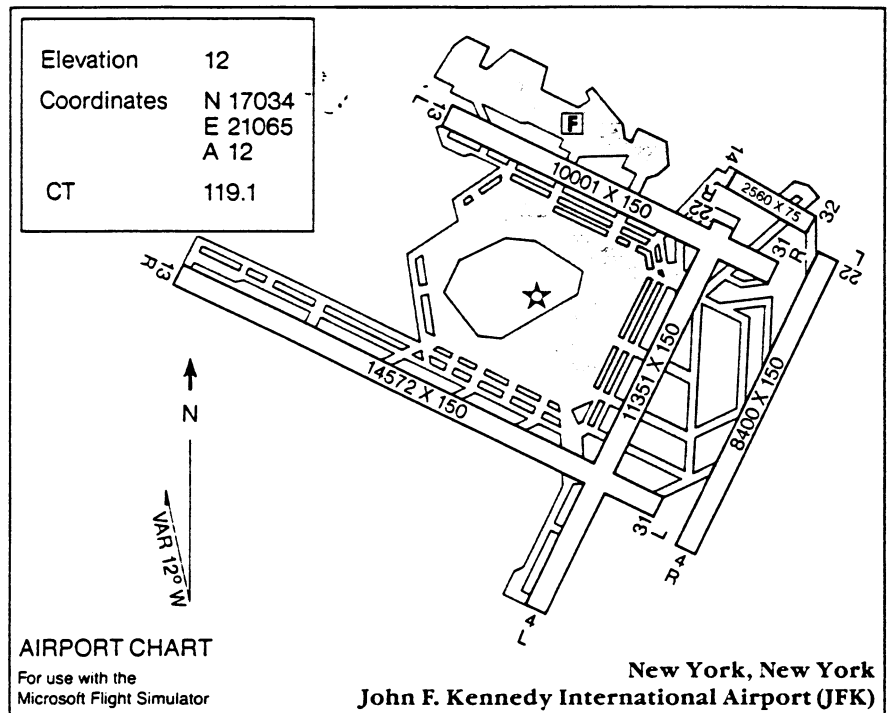 Elevation 12
Coordinates N 17034
E 21065
A 12
CT 119.1
13
L
F
10001 X 150
14
32
2560 X 75
22
R
31
R
22
L
13
R
14572 X 150
11351 X 150
8400 X 150
31
L
4
R
4
L
N
VAR 12° W
AIRPORT CHART
For use with the
Microsoft Flight Simulator
New York, New York
John F. Kennedy International Airport (JFK)